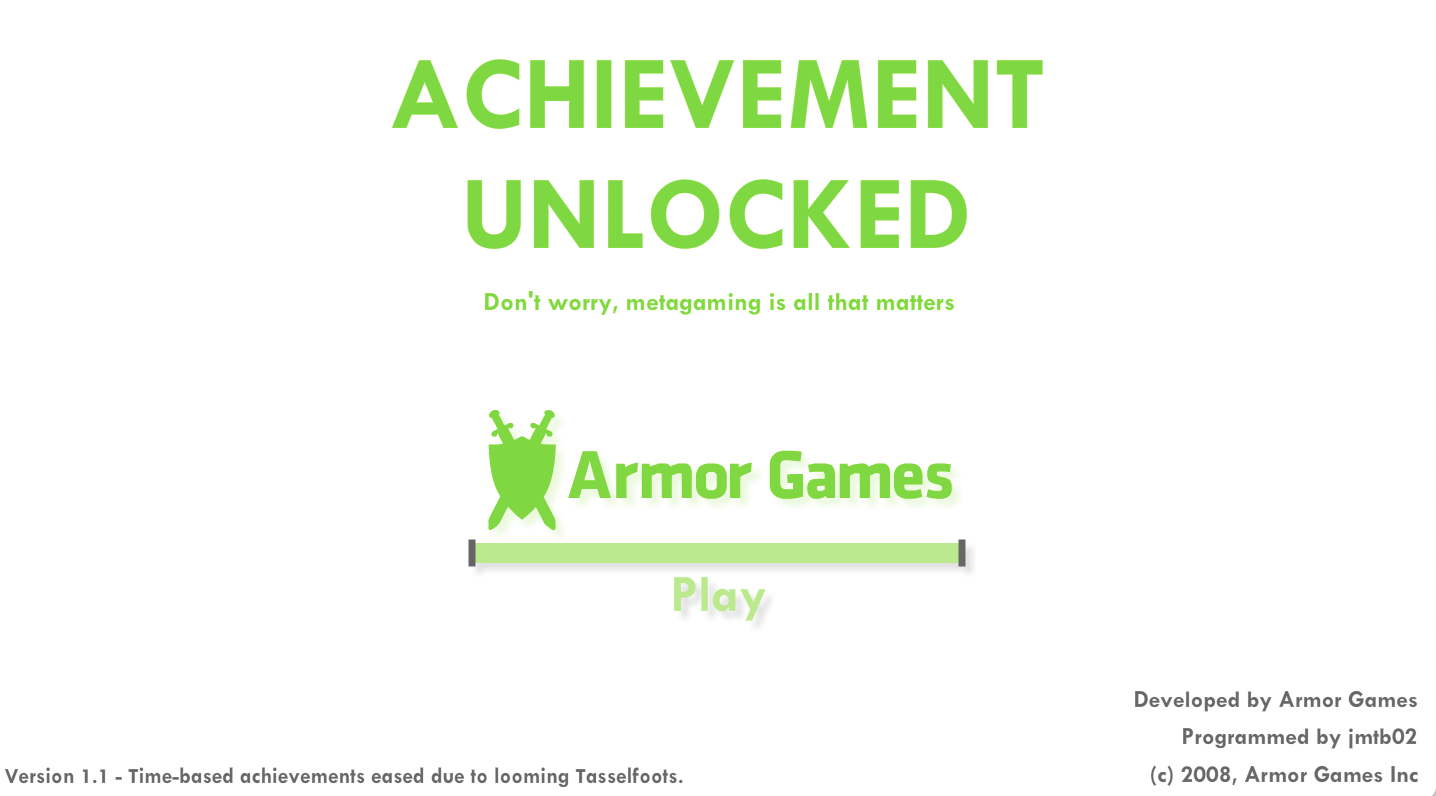 ACHIEVEMENT
UNLOCKED
Don't worry, metagaming is all that matters
Armor Games
Play
Developed by Armor Games
Programmed by jmtb02
Version 1.1 - Time-based achievements eased due to looming Tasselfoots.
(c) 2008, Armor Games Inc